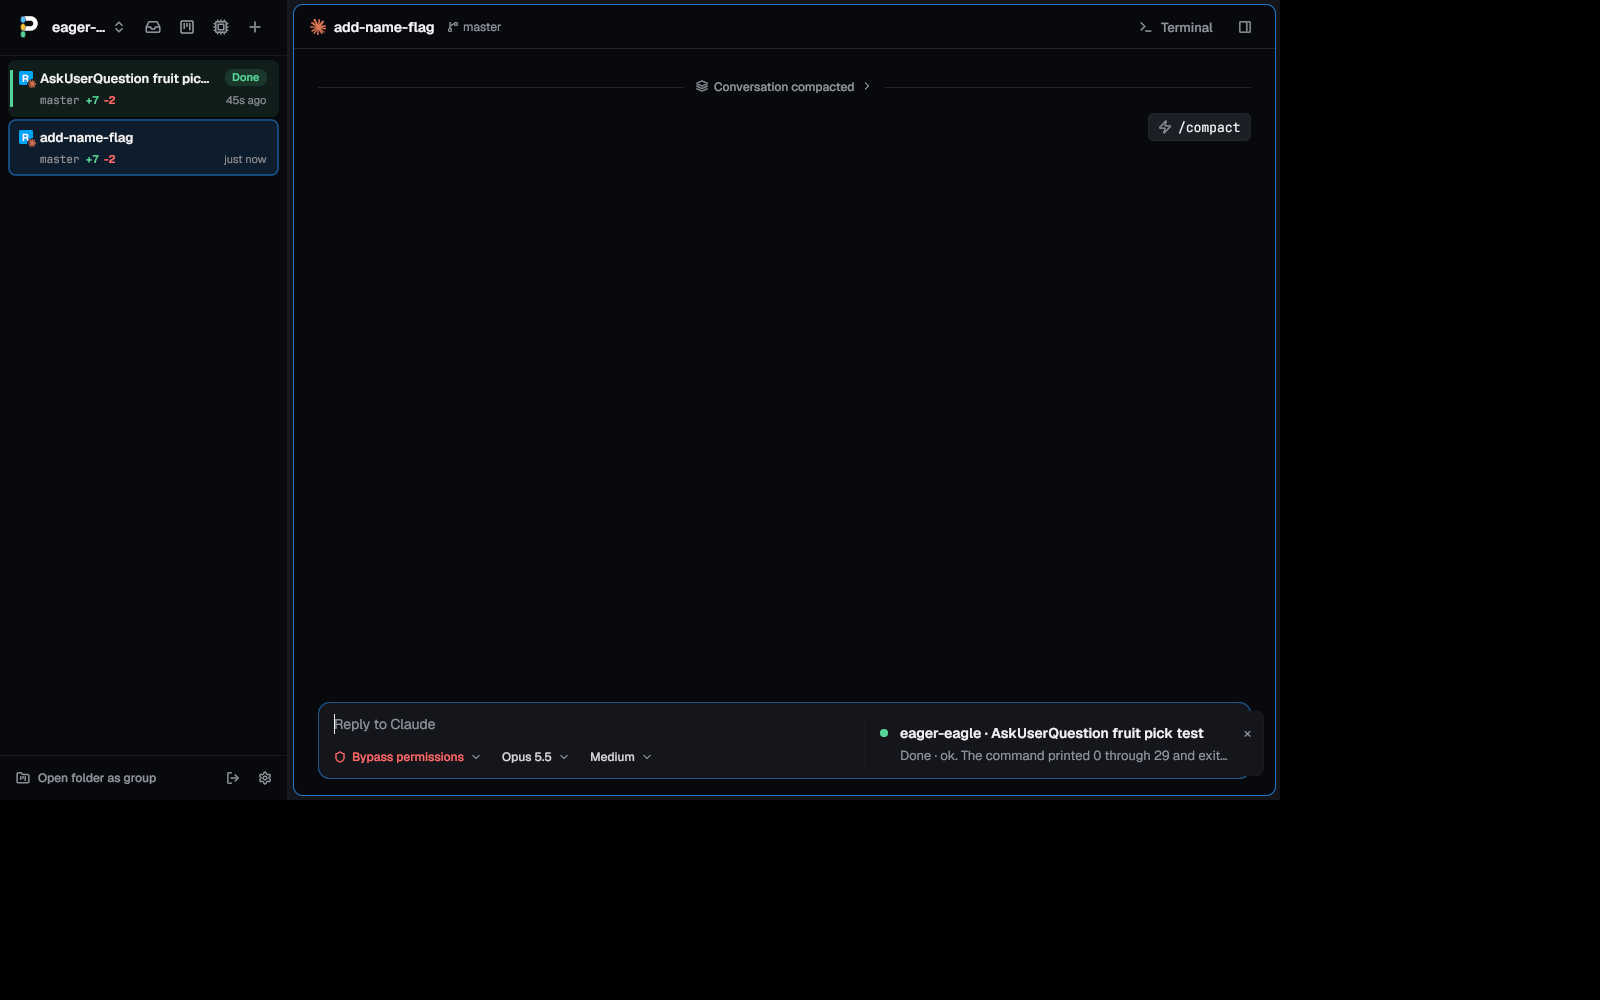 eager-...
AskUserQuestion fruit pic... Done
master +7 -2 45s ago
add-name-flag
master +7 -2 just now
Open folder as group
add-name-flag master Terminal
Conversation compacted
/compact
Reply to Claude
Bypass permissions Opus 5.5 Medium
eager-eagle · AskUserQuestion fruit pick test
Done · ok. The command printed 0 through 29 and exit...